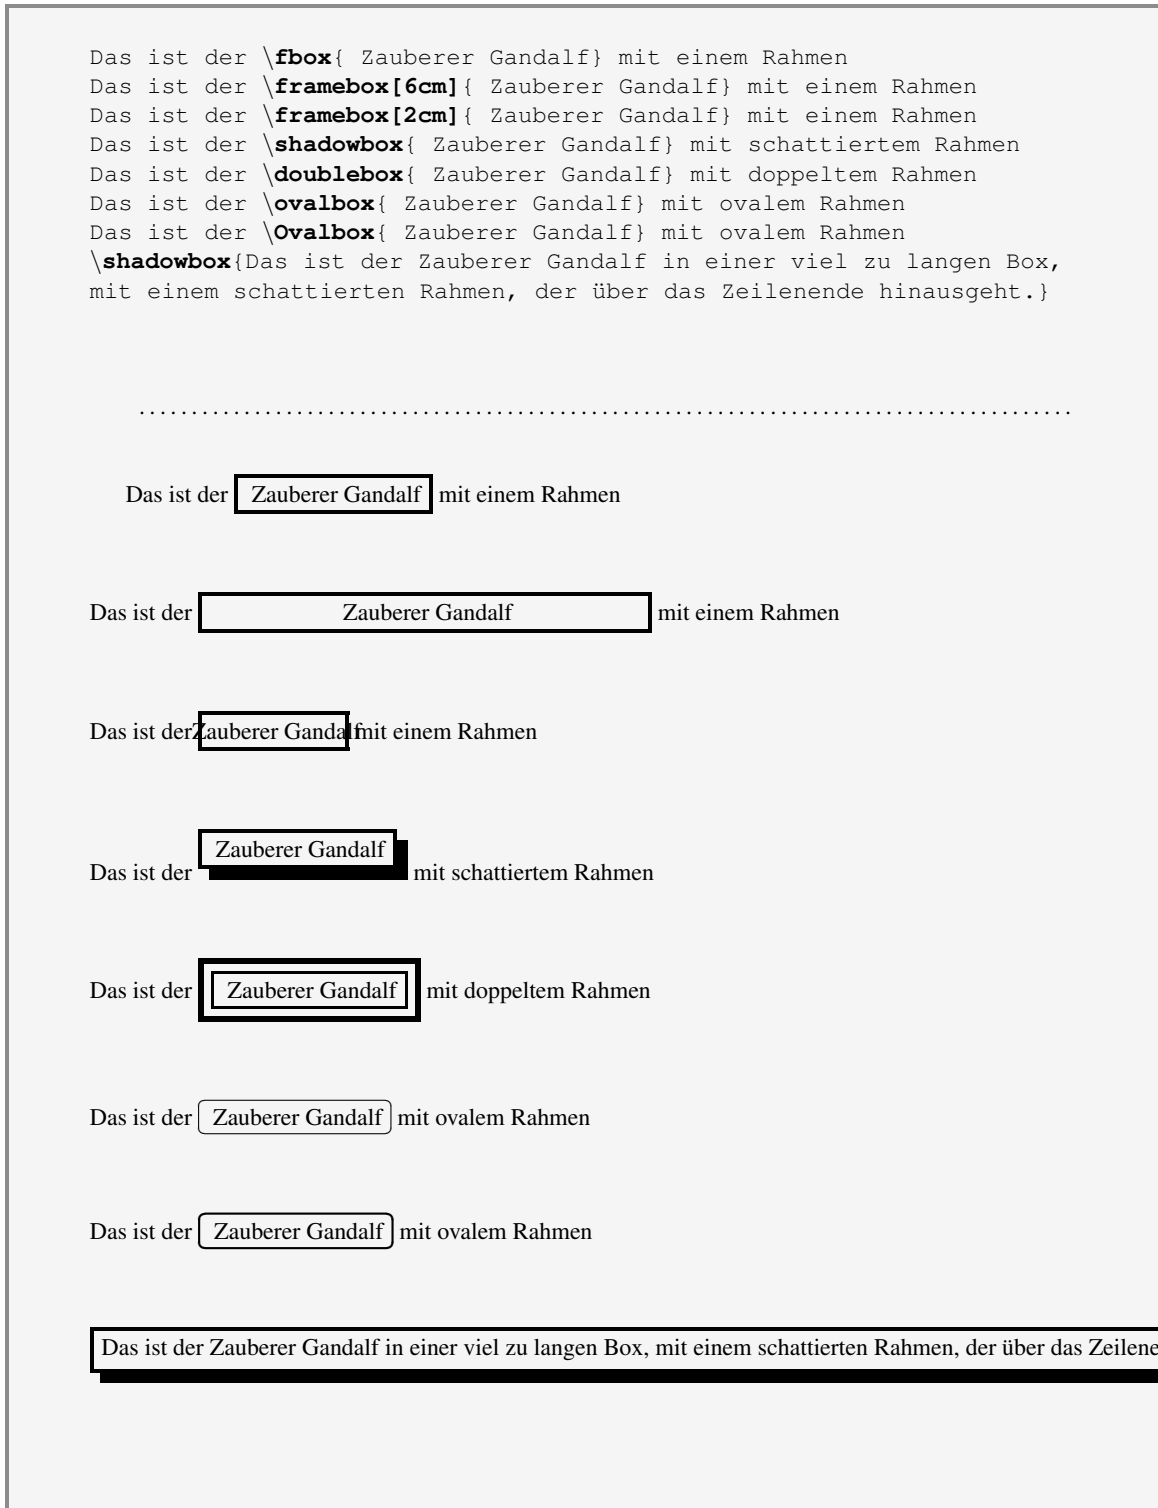 Das ist der \fbox{ Zauberer Gandalf} mit einem Rahmen
Das ist der \framebox[6cm]{ Zauberer Gandalf} mit einem Rahmen
Das ist der \framebox[2cm]{ Zauberer Gandalf} mit einem Rahmen
Das ist der \shadowbox{ Zauberer Gandalf} mit schattiertem Rahmen
Das ist der \doublebox{ Zauberer Gandalf} mit doppeltem Rahmen
Das ist der \ovalbox{ Zauberer Gandalf} mit ovalem Rahmen
Das ist der \Ovalbox{ Zauberer Gandalf} mit ovalem Rahmen
\shadowbox{Das ist der Zauberer Gandalf in einer viel zu langen Box,
mit einem schattierten Rahmen, der über das Zeilenende hinausgeht.}
Das ist der Zauberer Gandalf mit einem Rahmen
Das ist der Zauberer Gandalf mit einem Rahmen
Das ist der Zauberer Gandalf mit einem Rahmen
Das ist der Zauberer Gandalf mit schattiertem Rahmen
Das ist der Zauberer Gandalf mit doppeltem Rahmen
Das ist der Zauberer Gandalf mit ovalem Rahmen
Das ist der Zauberer Gandalf mit ovalem Rahmen
Das ist der Zauberer Gandalf in einer viel zu langen Box, mit einem schattierten Rahmen, der über das Zeilene